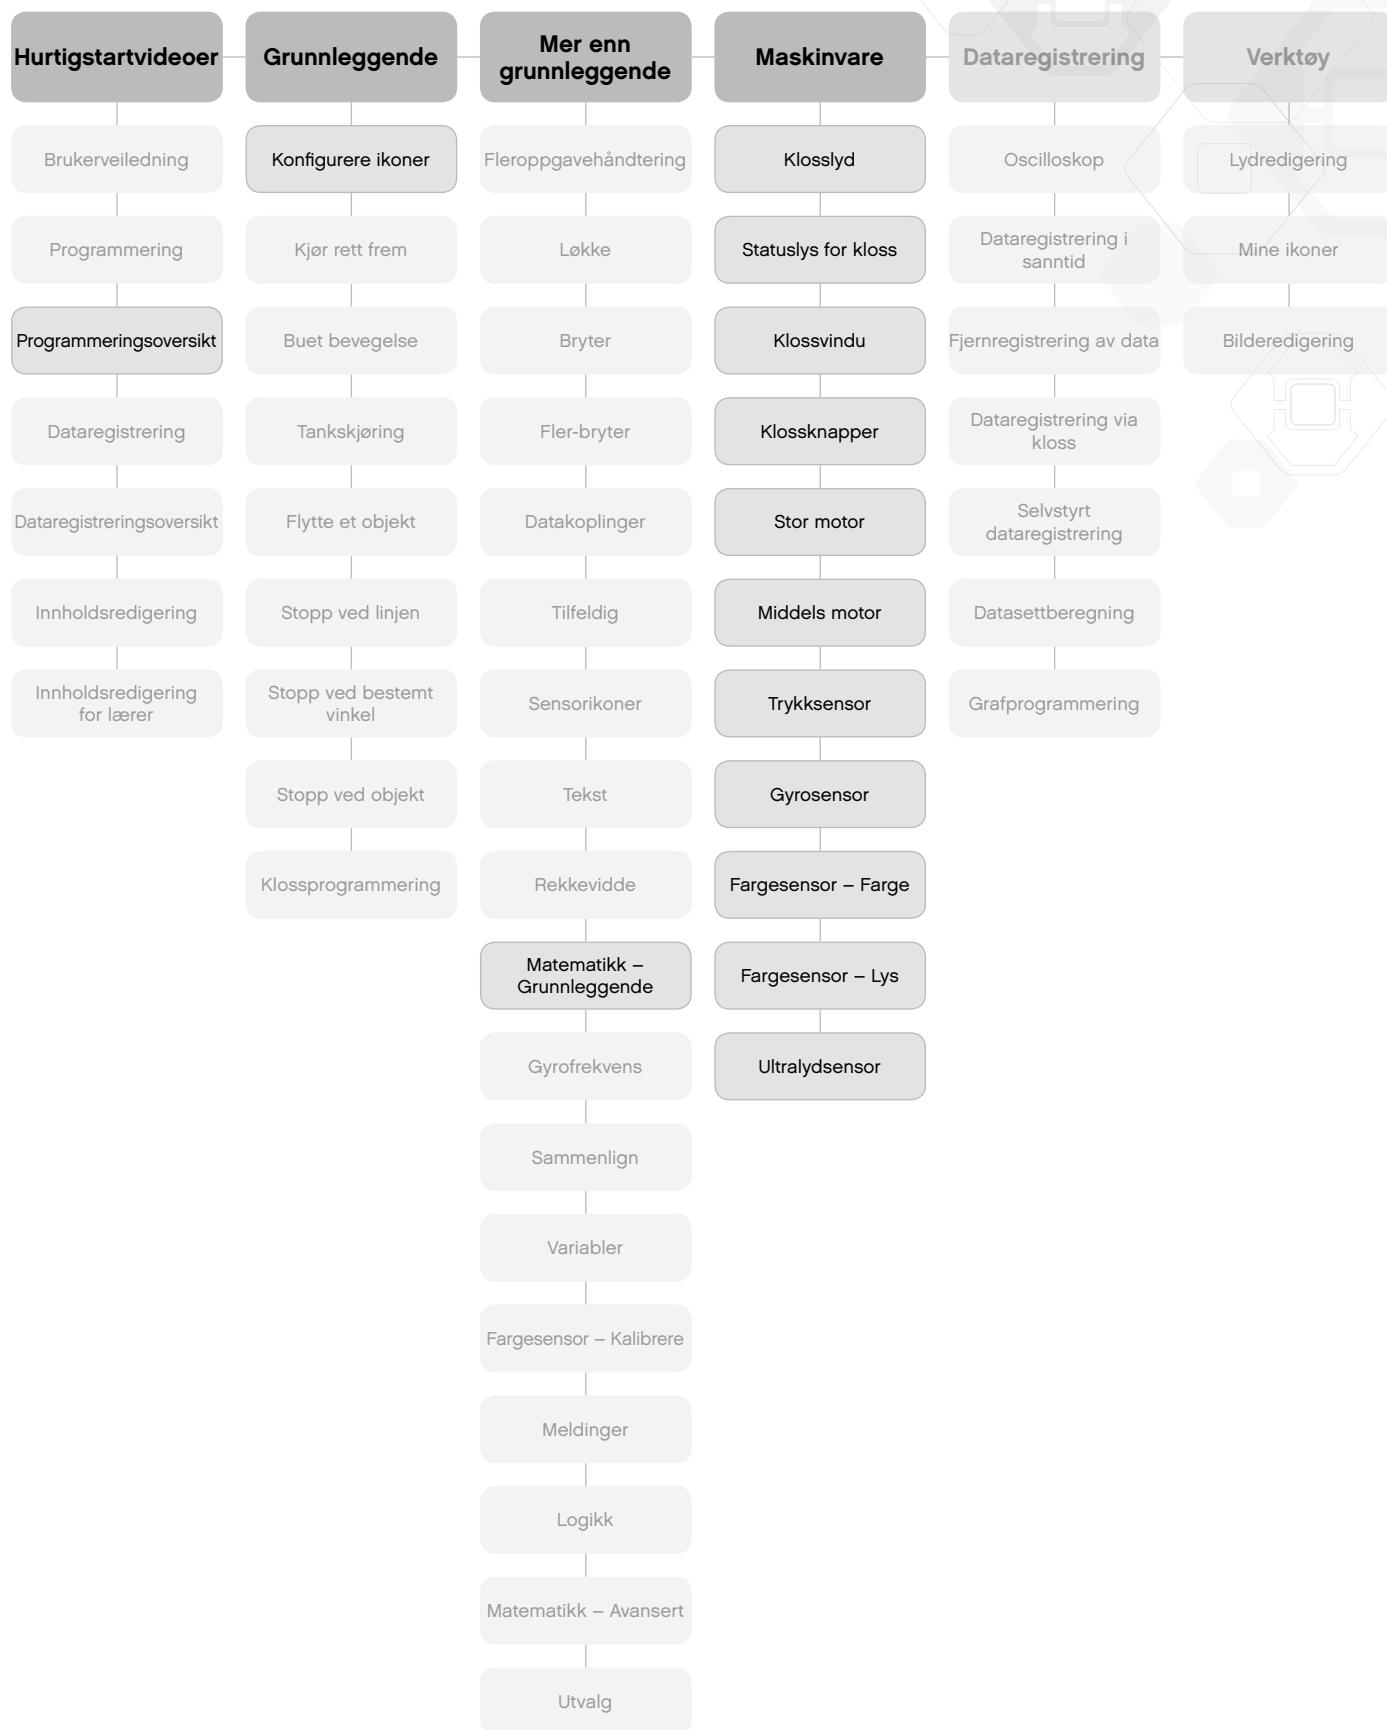 Hurtigstartvideoer
Brukerveiledning
Programmering
Programmeringsoversikt
Dataregistrering
Dataregistreringsoversikt
Innholdsredigering
Innholdsredigering
for lærer
Grunnleggende
Konfigurere ikoner
Kjør rett frem
Buet bevegelse
Tankskjøring
Flytte et objekt
Stopp ved linjen
Stopp ved bestemt
vinkel
Stopp ved objekt
Klossprogrammering
Mer enn
grunnleggende
Fleroppgavehåndtering
Løkke
Bryter
Fler-bryter
Datakoplinger
Tilfeldig
Sensorikoner
Tekst
Rekkevidde
Matematikk –
Grunnleggende
Gyrofrekvens
Sammenlign
Variabler
Fargesensor – Kalibrere
Meldinger
Logikk
Matematikk – Avansert
Utvalg
Maskinvare
Klosslyd
Statuslys for kloss
Klossvindu
Klossknapper
Stor motor
Middels motor
Trykksensor
Gyrosensor
Fargesensor – Farge
Fargesensor – Lys
Ultralydsensor
Dataregistrering
Oscilloskop
Dataregistrering i
sanntid
Fjernregistrering av data
Dataregistrering via
kloss
Selvstyrt
dataregistrering
Datasettberegning
Grafprogrammering
Verktøy
Lydredigering
Mine ikoner
Bilderedigering